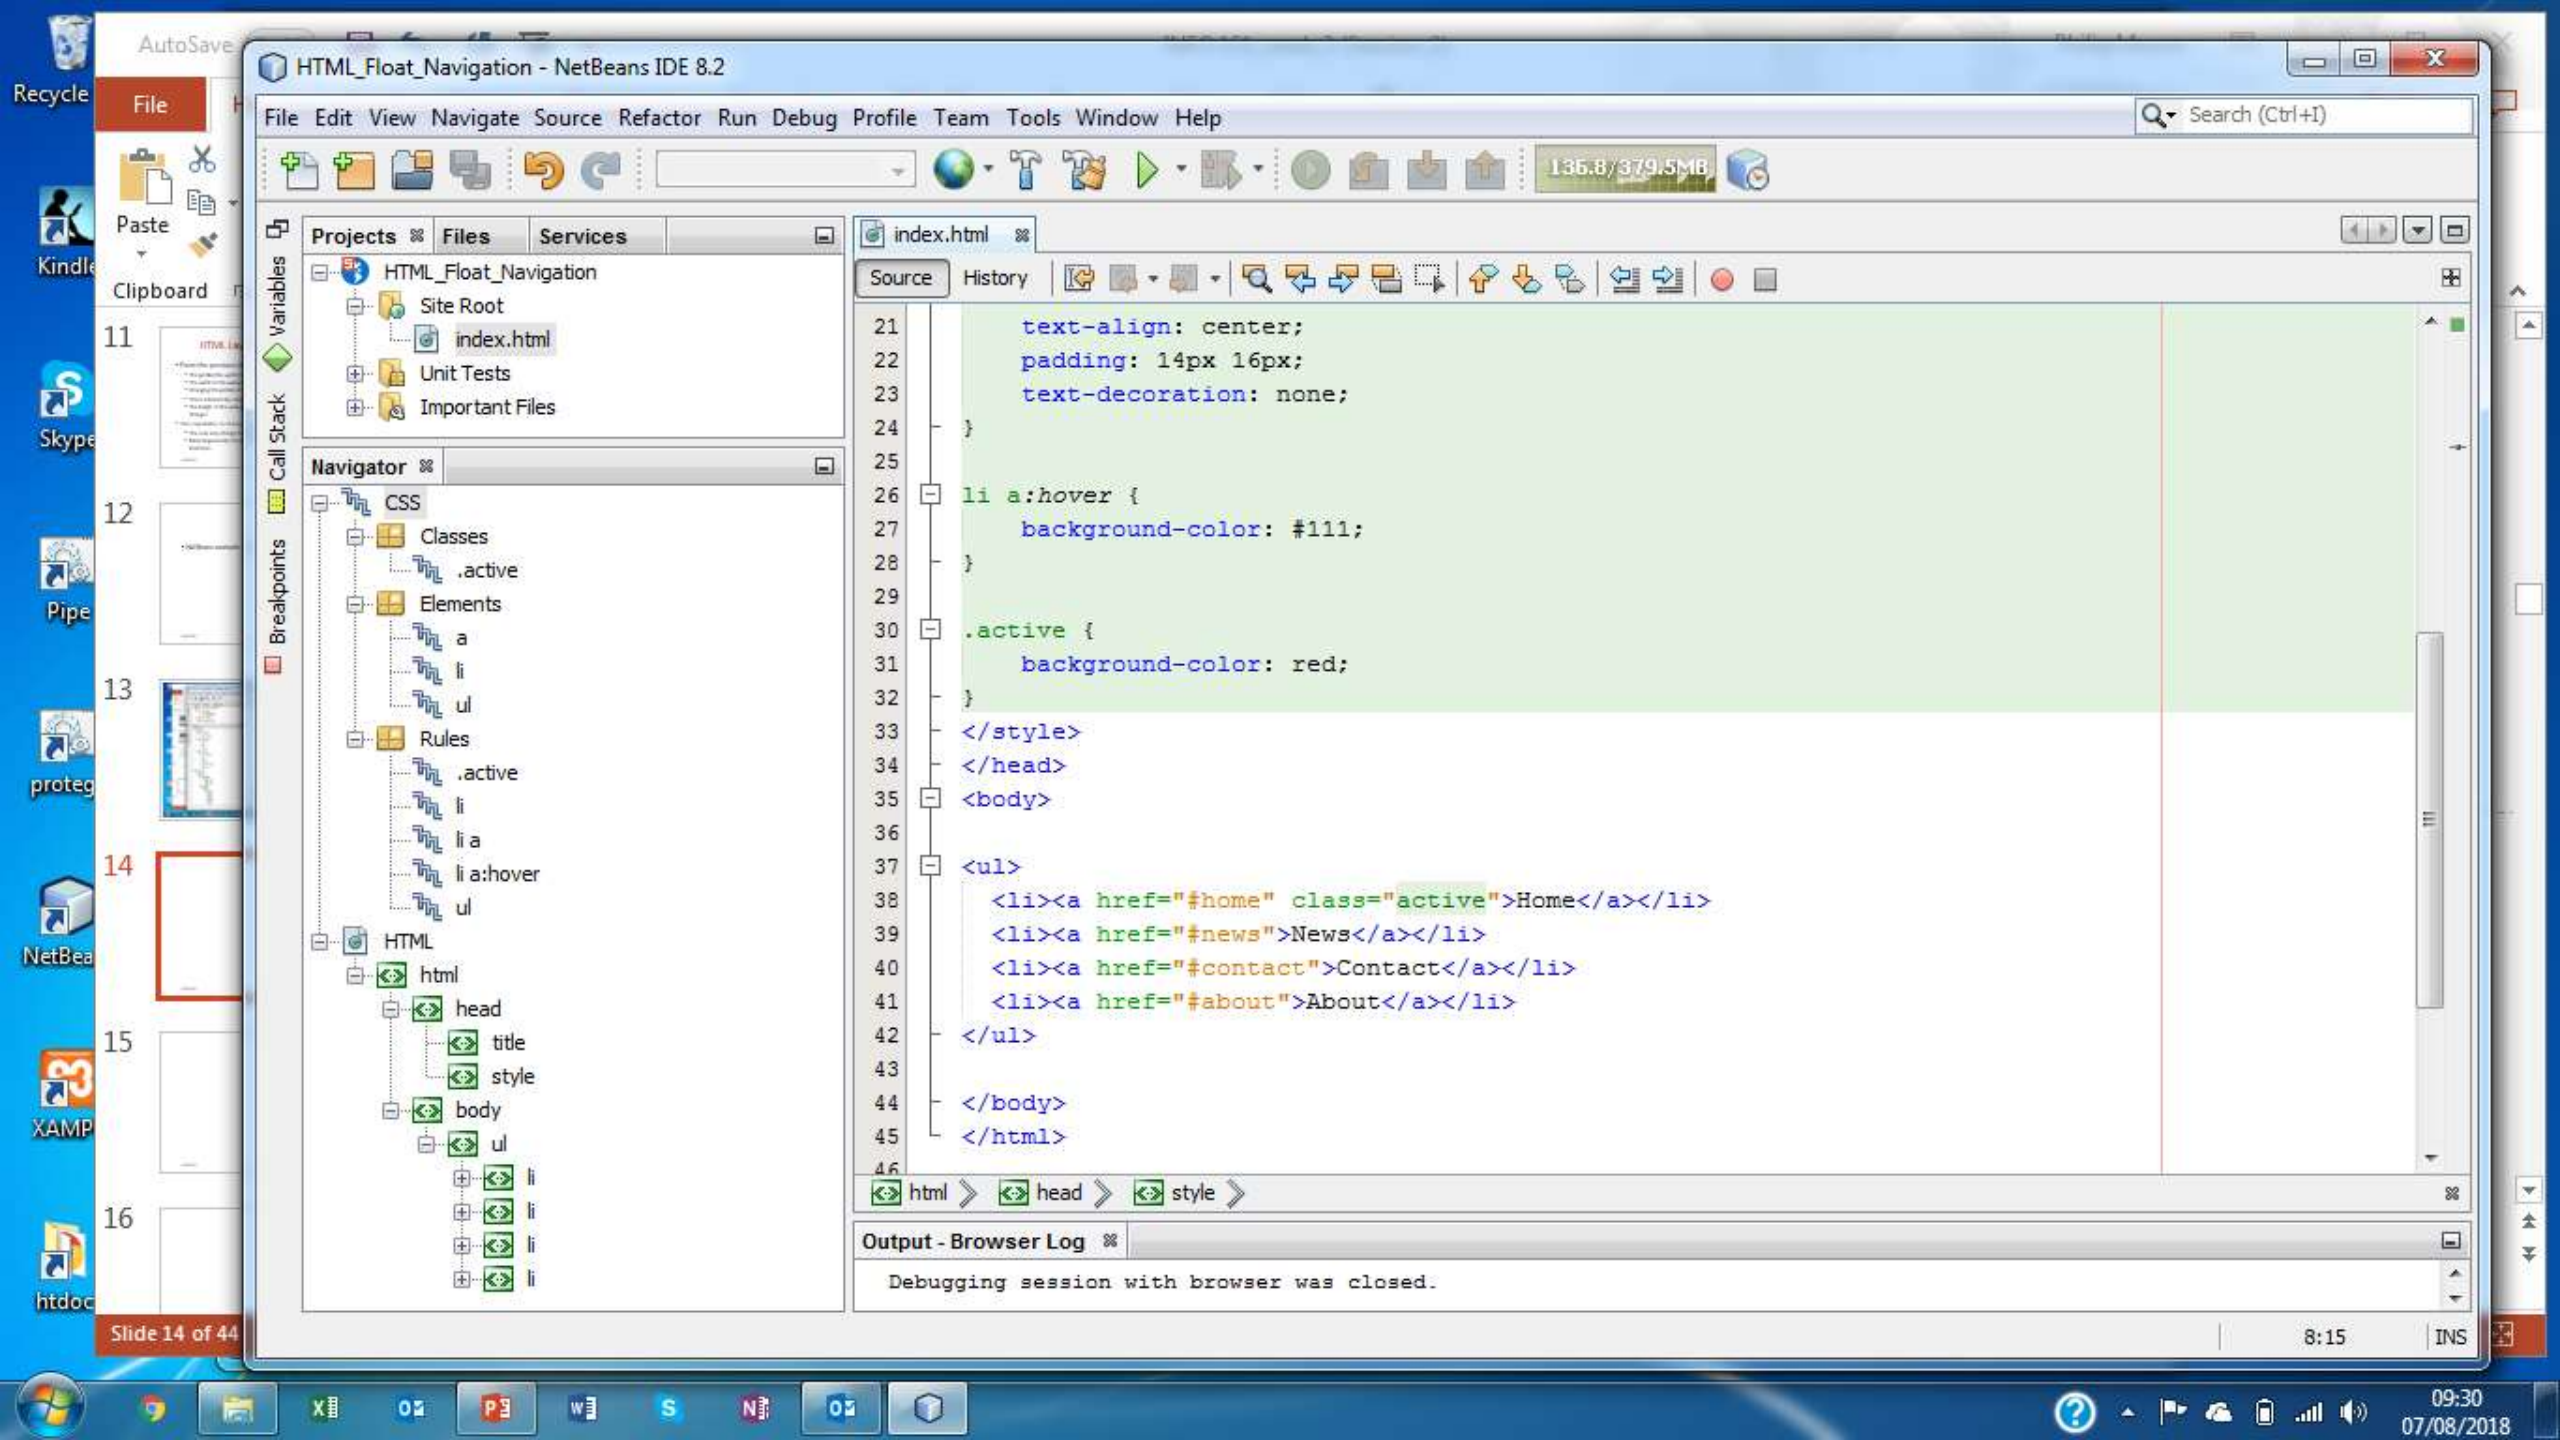 Recycle
Kindle
Skype
Pipe
proteg
NetBea
XAMP
htdoc
AutoSave
File
Paste
Clipboard
11
12
13
14
15
16
Slide 14 of 44
HTML_Float_Navigation - NetBeans IDE 8.2
File Edit View Navigate Source Refactor Run Debug Profile Team Tools Window Help
Search (Ctrl+I)
136.8/379.5MB
Variables
Call Stack
Breakpoints
Projects Files Services
HTML_Float_Navigation
Site Root
index.html
Unit Tests
Important Files
Navigator
CSS
Classes
.active
Elements
a
li
ul
Rules
.active
li
li a
li a:hover
ul
HTML
html
head
title
style
body
ul
li
li
li
li
index.html
Source History
21 text-align: center;
22 padding: 14px 16px;
23 text-decoration: none;
24 }
25
26 li a:hover {
27 background-color: #111;
28 }
29
30 .active {
31 background-color: red;
32 }
33 </style>
34 </head>
35 <body>
36
37 <ul>
38 <li><a href="#home" class="active">Home</a></li>
39 <li><a href="#news">News</a></li>
40 <li><a href="#contact">Contact</a></li>
41 <li><a href="#about">About</a></li>
42 </ul>
43
44 </body>
45 </html>
46
html head style
Output - Browser Log
Debugging session with browser was closed.
8:15 INS
09:30
07/08/2018